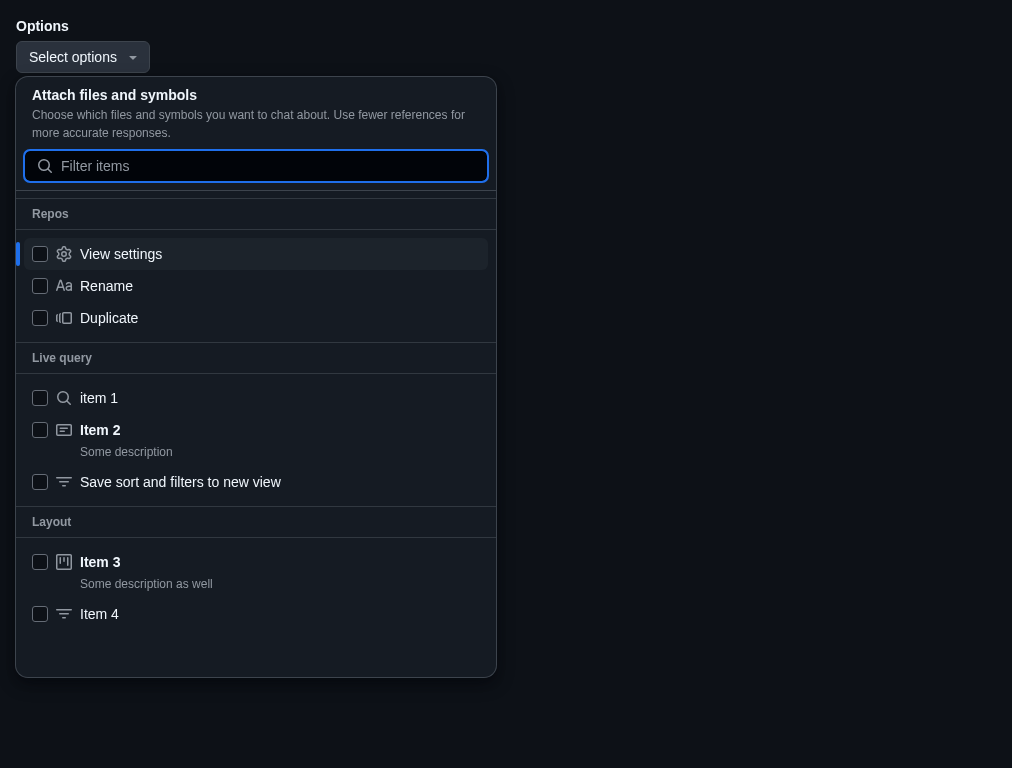 Options
Select options
Attach files and symbols
Choose which files and symbols you want to chat about. Use fewer references for
more accurate responses.
Filter items
Repos
View settings
Rename
Duplicate
Live query
item 1
Item 2
Some description
Save sort and filters to new view
Layout
Item 3
Some description as well
Item 4